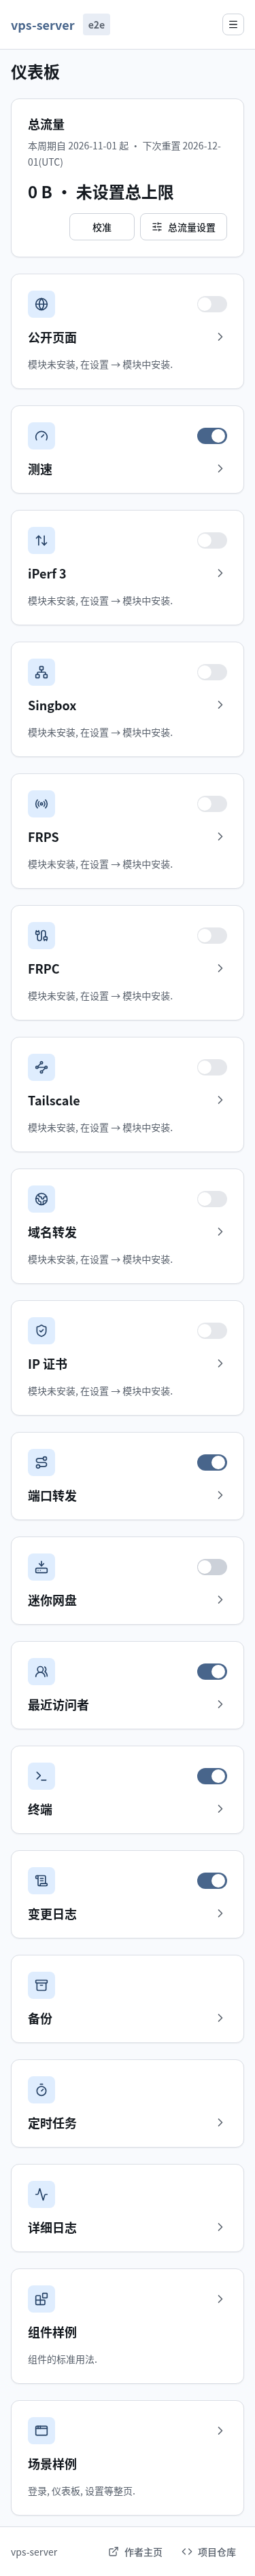 vps-server e2e
仪表板
总流量
本周期自 2026-11-01 起 · 下次重置 2026-12-
01(UTC)
0 B · 未设置总上限
校准 总流量设置
公开页面
模块未安装, 在设置 → 模块中安装.
测速
iPerf 3
模块未安装, 在设置 → 模块中安装.
Singbox
模块未安装, 在设置 → 模块中安装.
FRPS
模块未安装, 在设置 → 模块中安装.
FRPC
模块未安装, 在设置 → 模块中安装.
Tailscale
模块未安装, 在设置 → 模块中安装.
域名转发
模块未安装, 在设置 → 模块中安装.
IP 证书
模块未安装, 在设置 → 模块中安装.
端口转发
迷你网盘
最近访问者
终端
变更日志
备份
定时任务
详细日志
组件样例
组件的标准用法.
场景样例
登录, 仪表板, 设置等整页.
vps-server 作者主页 项目仓库